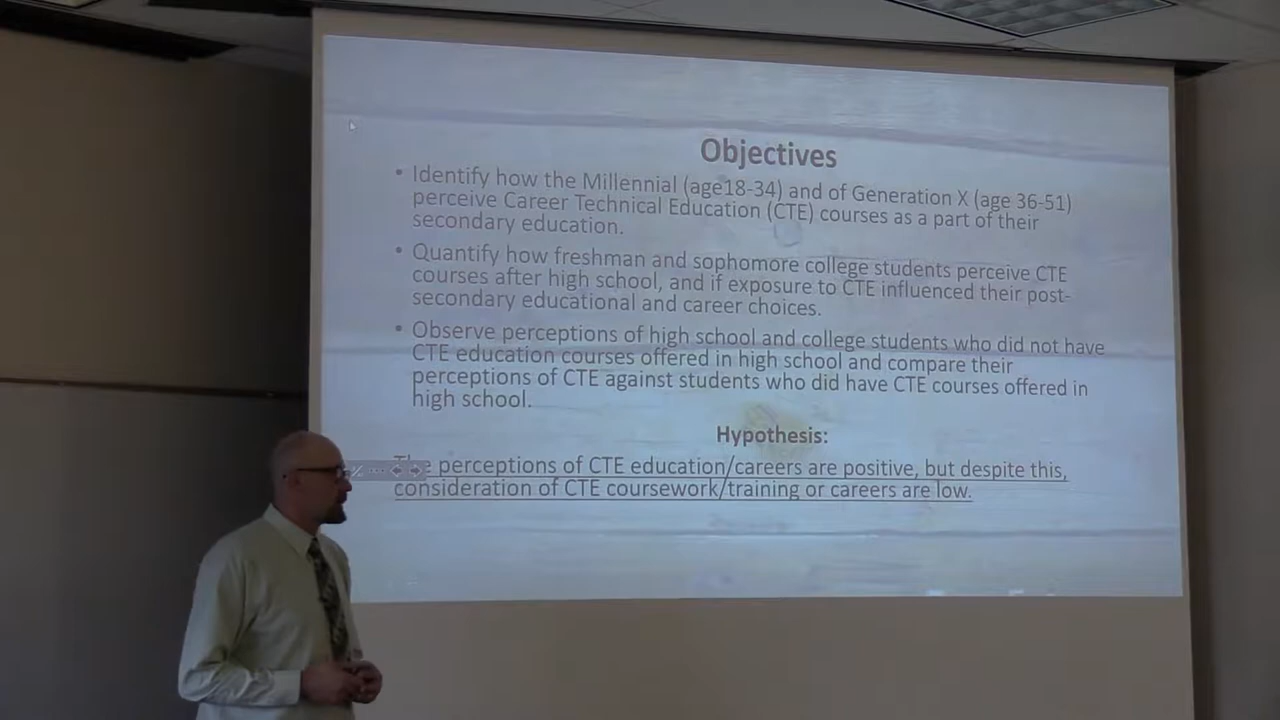 Objectives
• Identify how the Millennial (age18-34) and of Generation X (age 36-51)
perceive Career Technical Education (CTE) courses as a part of their
secondary education.
• Quantify how freshman and sophomore college students perceive CTE
courses after high school, and if exposure to CTE influenced their post-
secondary educational and career choices.
• Observe perceptions of high school and college students who did not have
CTE education courses offered in high school and compare their
perceptions of CTE against students who did have CTE courses offered in
high school.
Hypothesis:
The perceptions of CTE education/careers are positive, but despite this,
consideration of CTE coursework/training or careers are low.